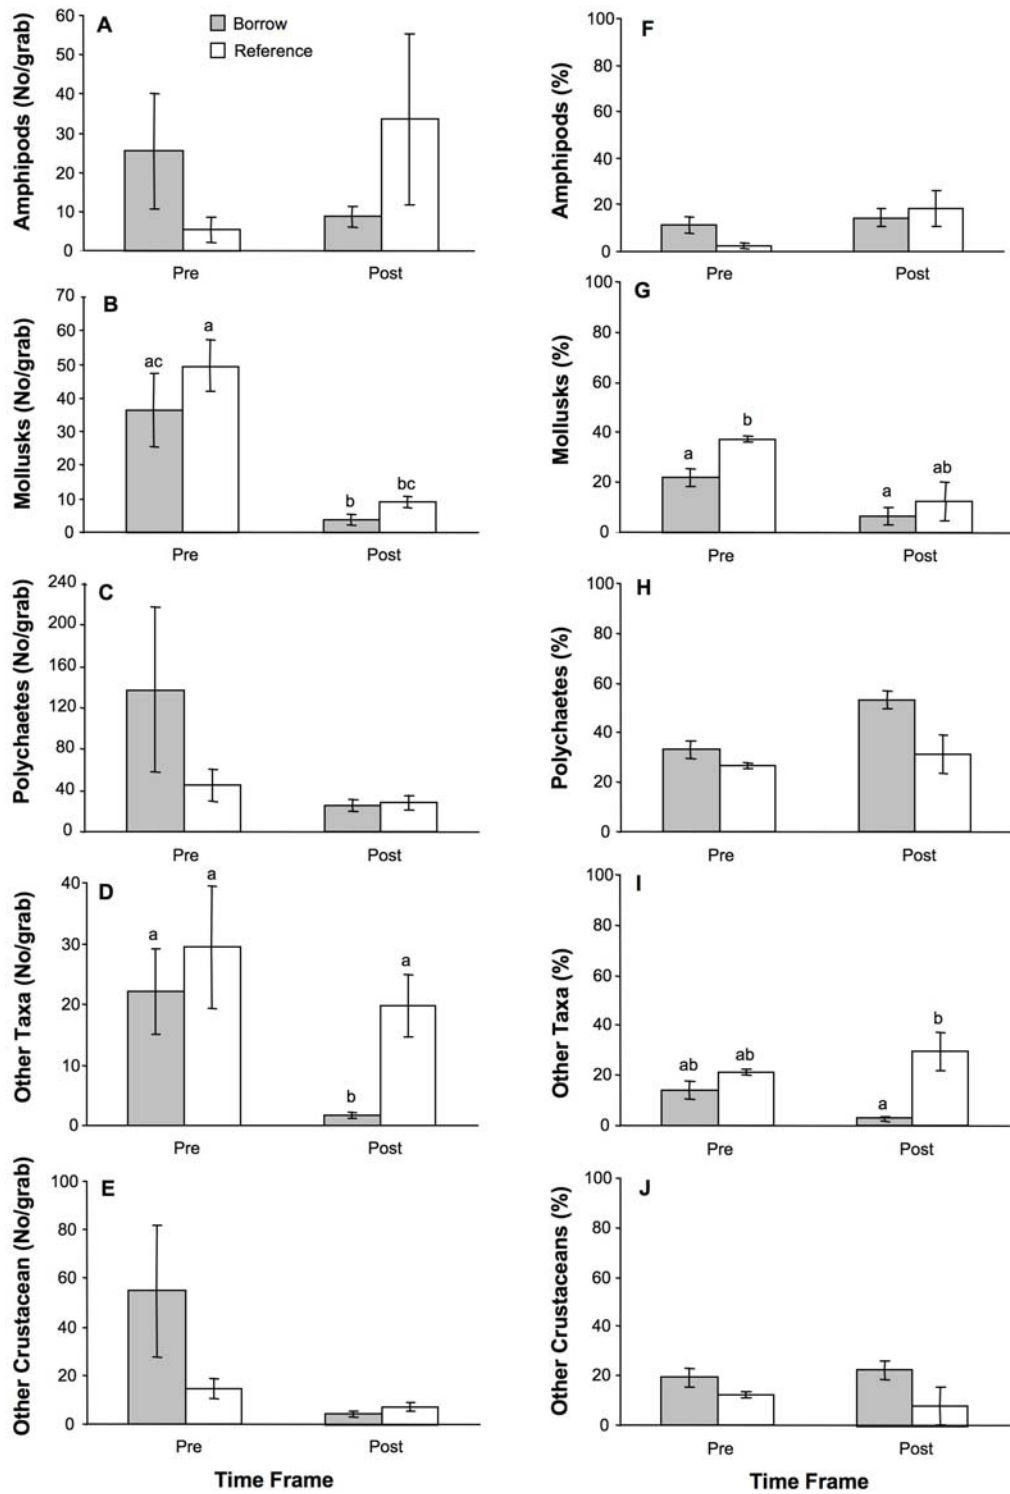 A
Borrow
Reference
Amphipods (No/grab)
60
50
40
30
20
10
0
Pre Post
F
Amphipods (%)
100
80
60
40
20
0
Pre Post
B
Mollusks (No/grab)
70
60
50
40
30
20
10
0
ac a b bc
Pre Post
G
Mollusks (%)
100
80
60
40
20
0
a b a ab
Pre Post
C
Polychaetes (No/grab)
240
200
160
120
80
40
0
Pre Post
H
Polychaetes (%)
100
80
60
40
20
0
Pre Post
D
Other Taxa (No/grab)
40
30
20
10
0
a a b a
Pre Post
I
Other Taxa (%)
100
80
60
40
20
0
ab ab a b
Pre Post
E
Other Crustacean (No/grab)
100
80
60
40
20
0
Pre Post
Time Frame
J
Other Crustaceans (%)
100
80
60
40
20
0
Pre Post
Time Frame